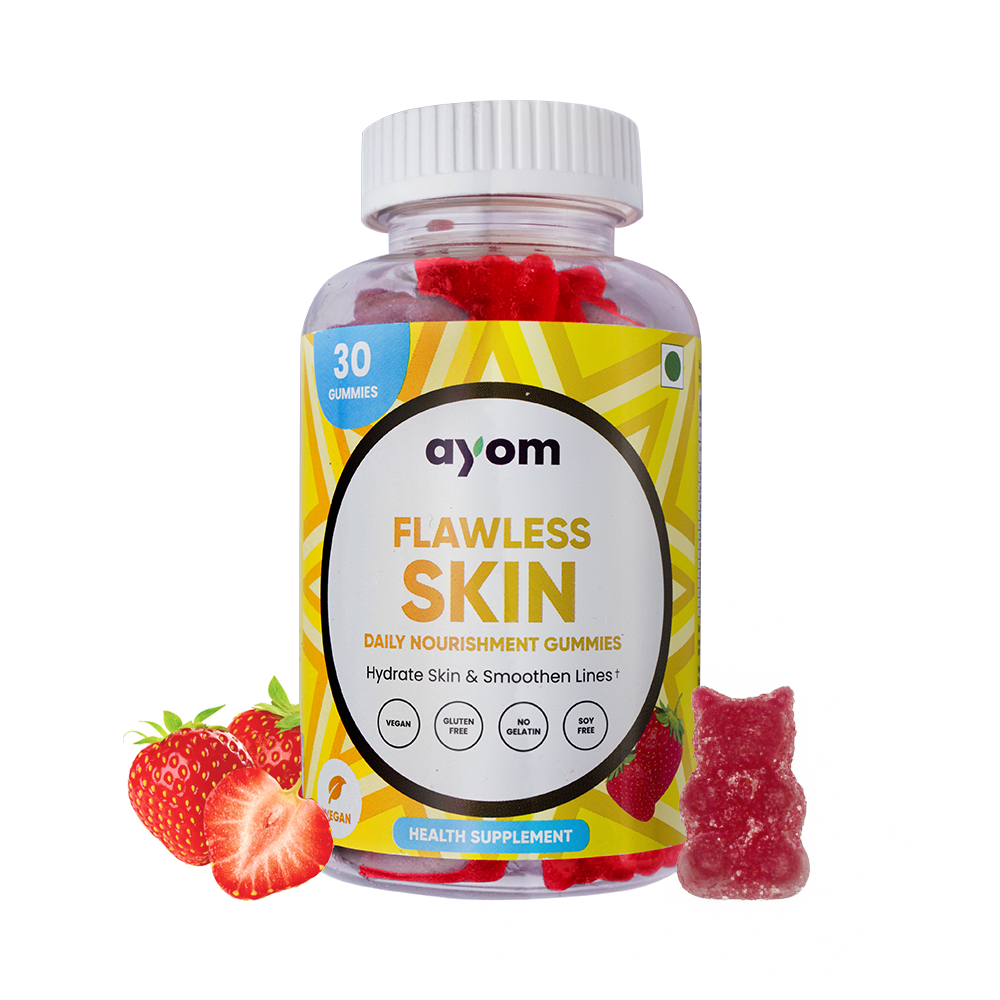 30
GUMMIES
ayom
FLAWLESS
SKIN
DAILY NOURISHMENT GUMMIES
Hydrate Skin & Smoothen Lines†
VEGAN
GLUTEN
FREE
NO
GELATIN
SOY
FREE
VEGAN
HEALTH SUPPLEMENT